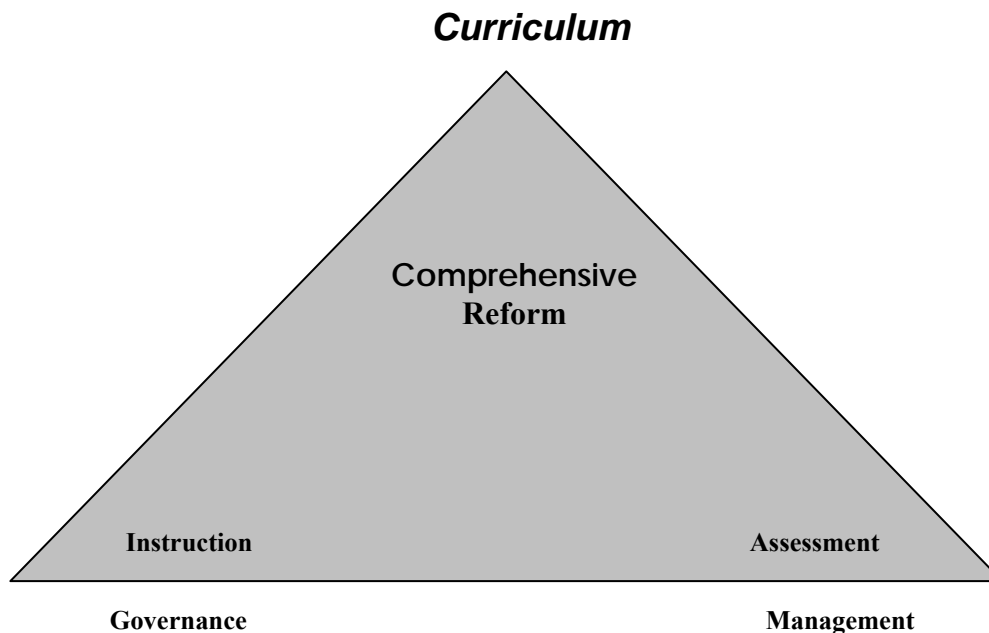 Curriculum
Comprehensive
Reform
Instruction
Assessment
Governance
Management